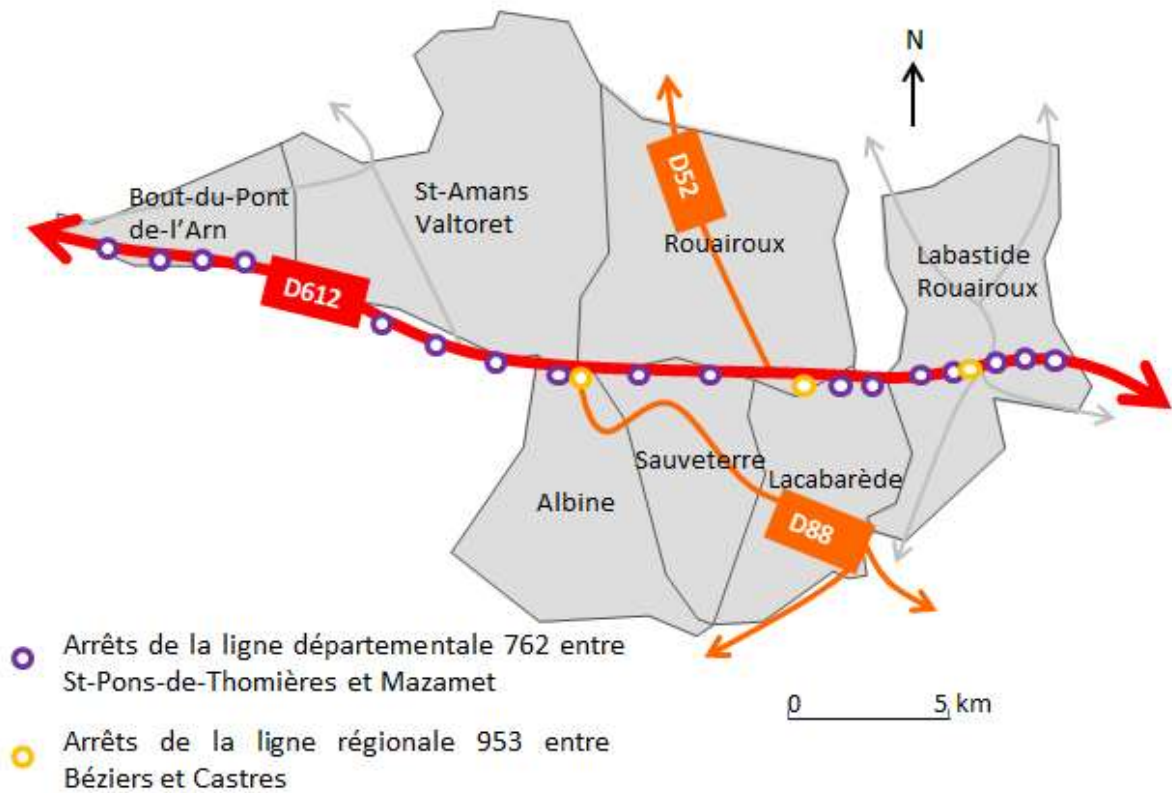 N
D52
Bout-du-Pont
de-l'Arn
St-Amans
Valtoret
Rouairoux
Labastide
Rouairoux
D612
Sauveterre
Lacabarède
Albine
D88
Arrêts de la ligne départementale 762 entre
St-Pons-de-Thomières et Mazamet
0 5 km
Arrêts de la ligne régionale 953 entre
Béziers et Castres